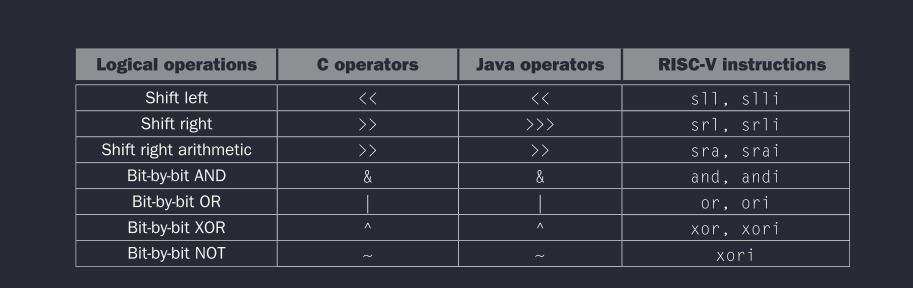 Logical operations C operators Java operators RISC-V instructions
Shift left << << sll, slli
Shift right >> >>> srl, srli
Shift right arithmetic >> >> sra, srai
Bit-by-bit AND & & and, andi
Bit-by-bit OR | | or, ori
Bit-by-bit XOR ^ ^ xor, xori
Bit-by-bit NOT ~ ~ xori